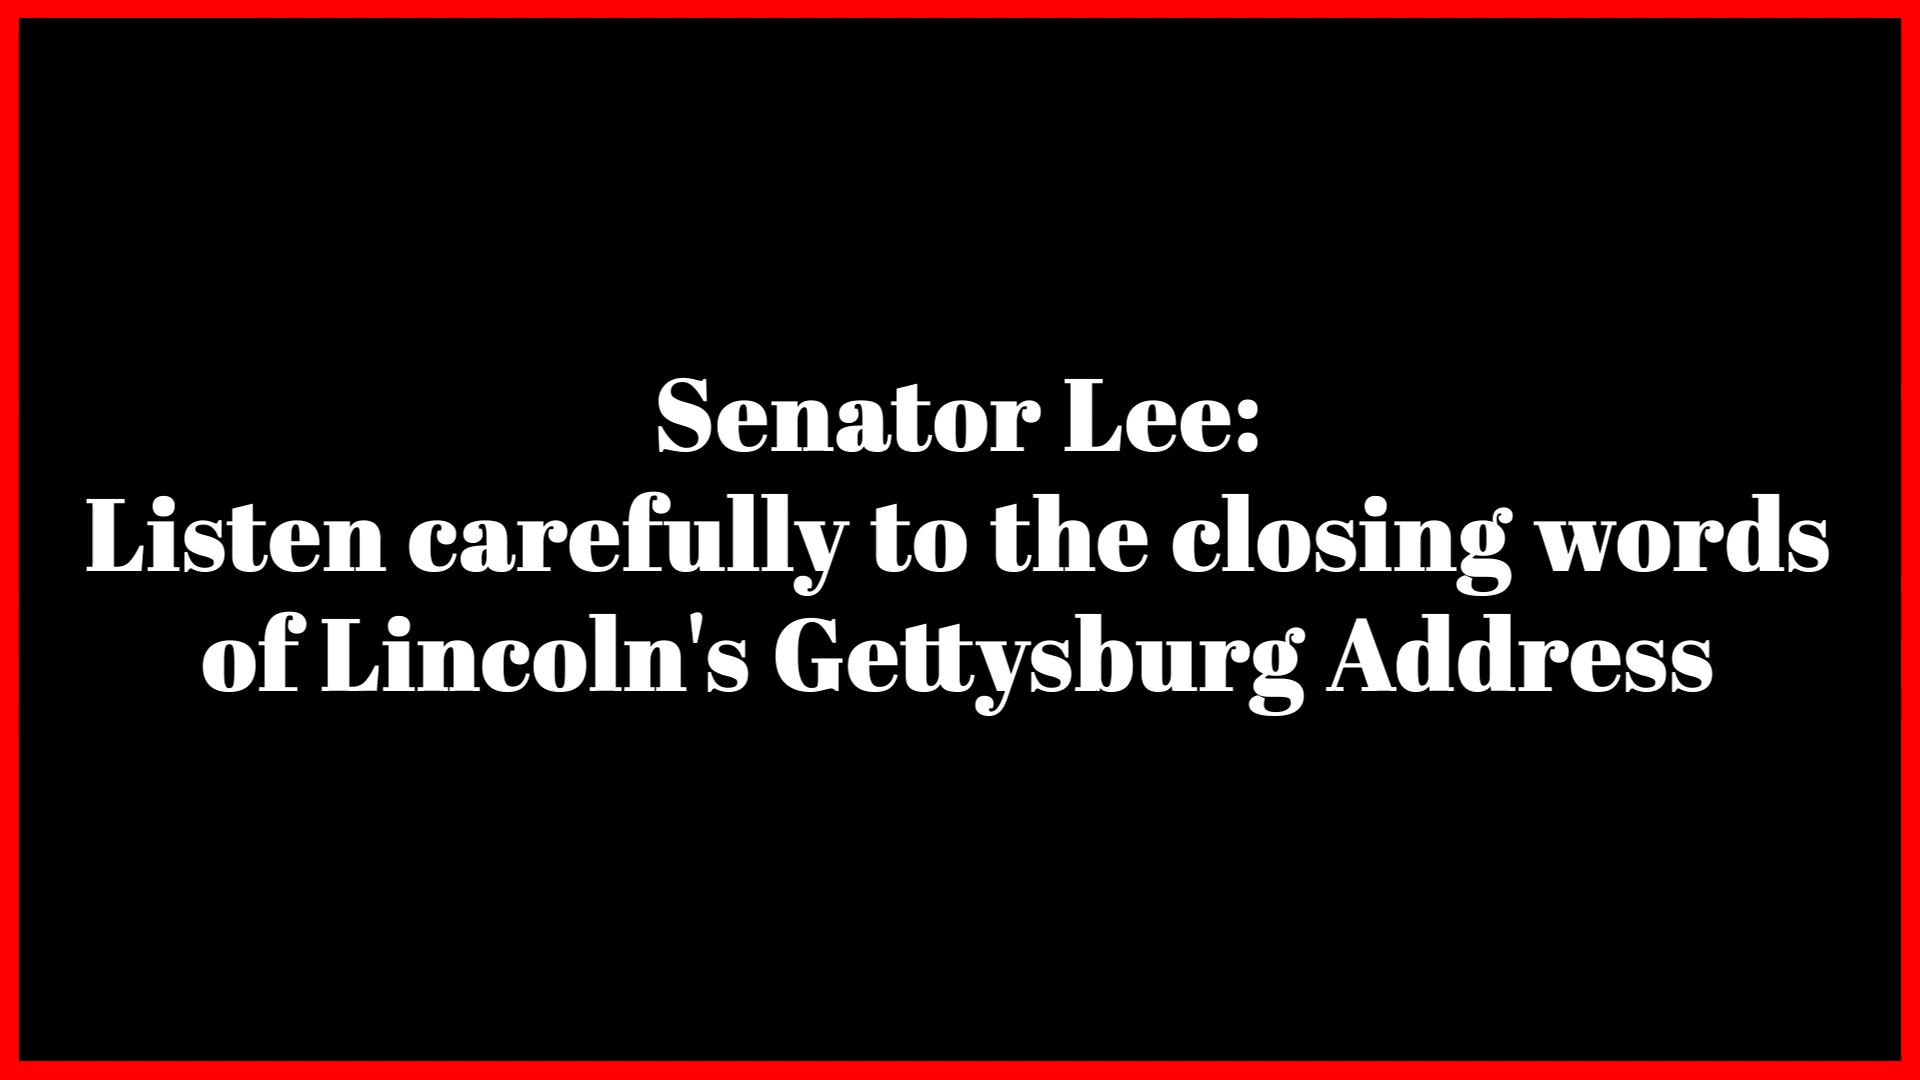 Senator Lee:
Listen carefully to the closing words
of Lincoln's Gettysburg Address